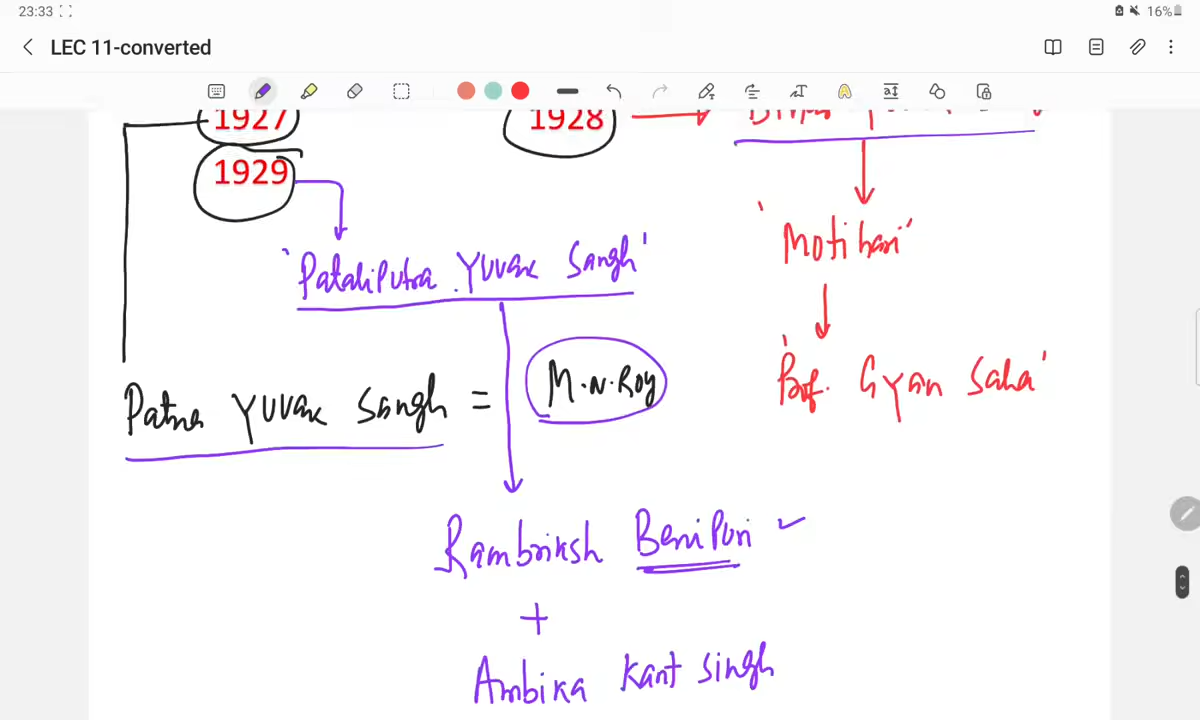 23:33
16%
LEC 11-converted
1927
1928
1929
'Motihari'
'Pataliputra Yuvak Sangh'
Patna Yuvak Sangh = M.N.Roy
'Prof. Gyan Saha'
Rambriksh Benipuri
+
Ambika Kant Singh